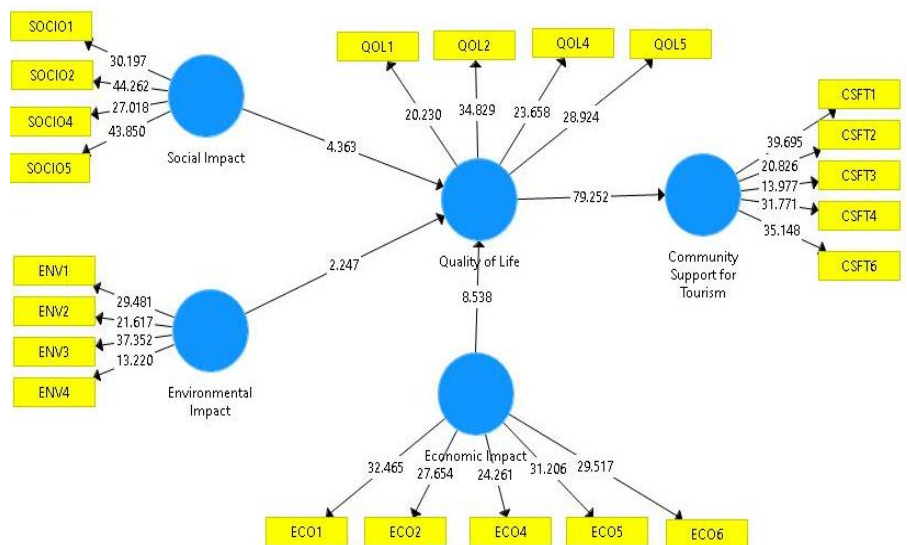 SOCIO1
SOCIO2
SOCIO4
SOCIO5
30.197
44.262
27.018
43.850
Social Impact
QOL1
QOL2
QOL4
QOL5
20.230
34.829
23.658
28.924
4.363
79.252
Quality of Life
CSFT1
CSFT2
CSFT3
CSFT4
CSFT6
39.695
20.826
13.977
31.771
35.148
Community
Support for
Tourism
2.247
8.538
ENV1
ENV2
ENV3
ENV4
29.481
21.617
37.352
13.220
Environmental
Impact
Economic Impact
32.465
27.654
24.261
31.206
29.517
ECO1
ECO2
ECO4
ECO5
ECO6